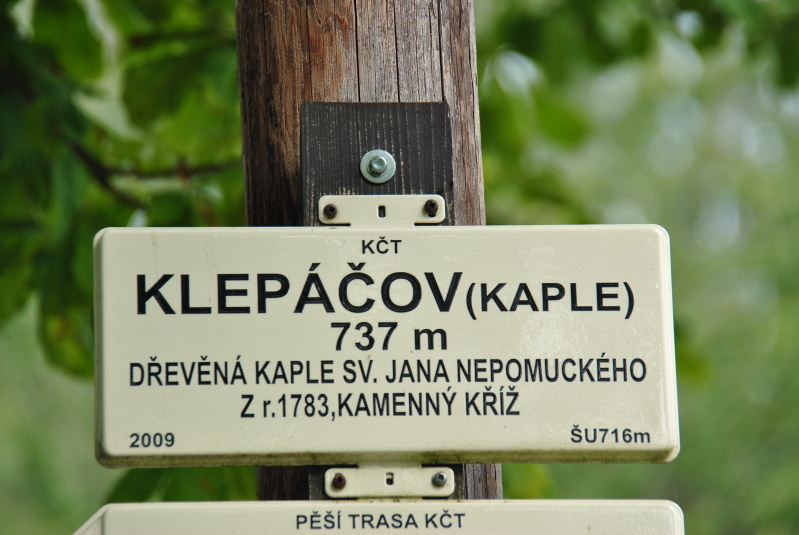 KČT
KLEPÁČOV (KAPLE)
737 m
DŘEVĚNÁ KAPLE SV. JANA NEPOMUCKÉHO
Z r.1783,KAMENNÝ KŘÍŽ
2009 ŠU716m
PĚŠÍ TRASA KČT